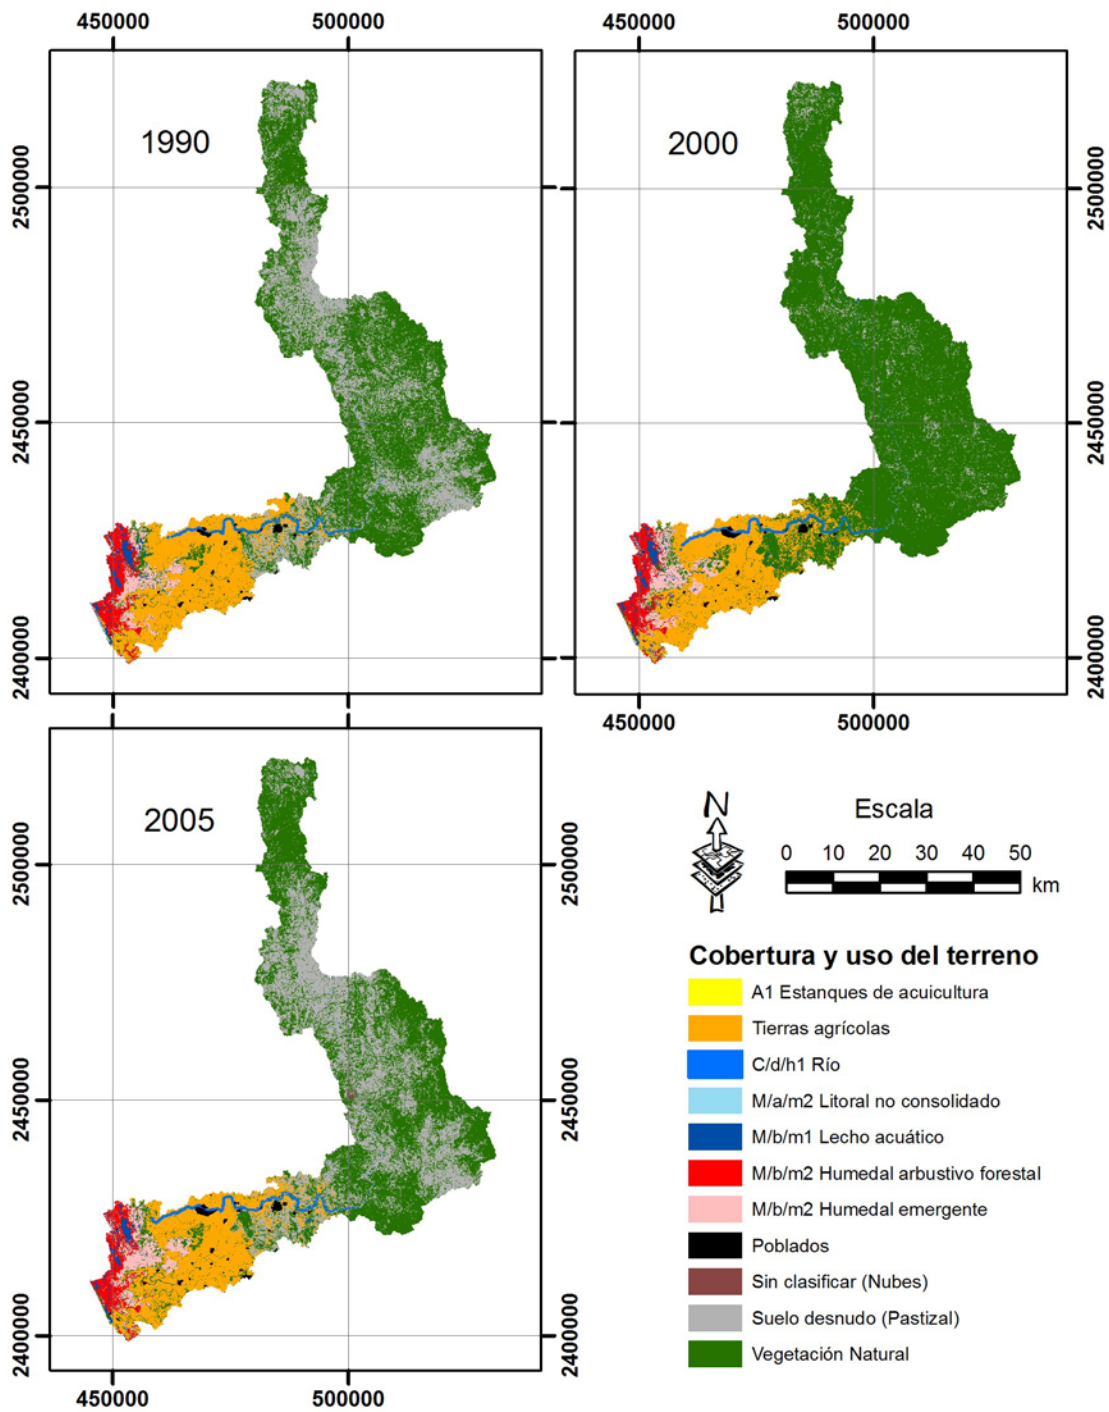 450000 500000 450000 500000
1990
2000
2500000
2450000
2400000
2500000
2450000
2400000
450000 500000
2005
2500000
2450000
2400000
2500000
2450000
2400000
450000 500000
N
Escala
0 10 20 30 40 50
km
Cobertura y uso del terreno
A1 Estanques de acuicultura
Tierras agrícolas
C/d/h1 Río
M/a/m2 Litoral no consolidado
M/b/m1 Lecho acuático
M/b/m2 Humedal arbustivo forestal
M/b/m2 Humedal emergente
Poblados
Sin clasificar (Nubes)
Suelo desnudo (Pastizal)
Vegetación Natural